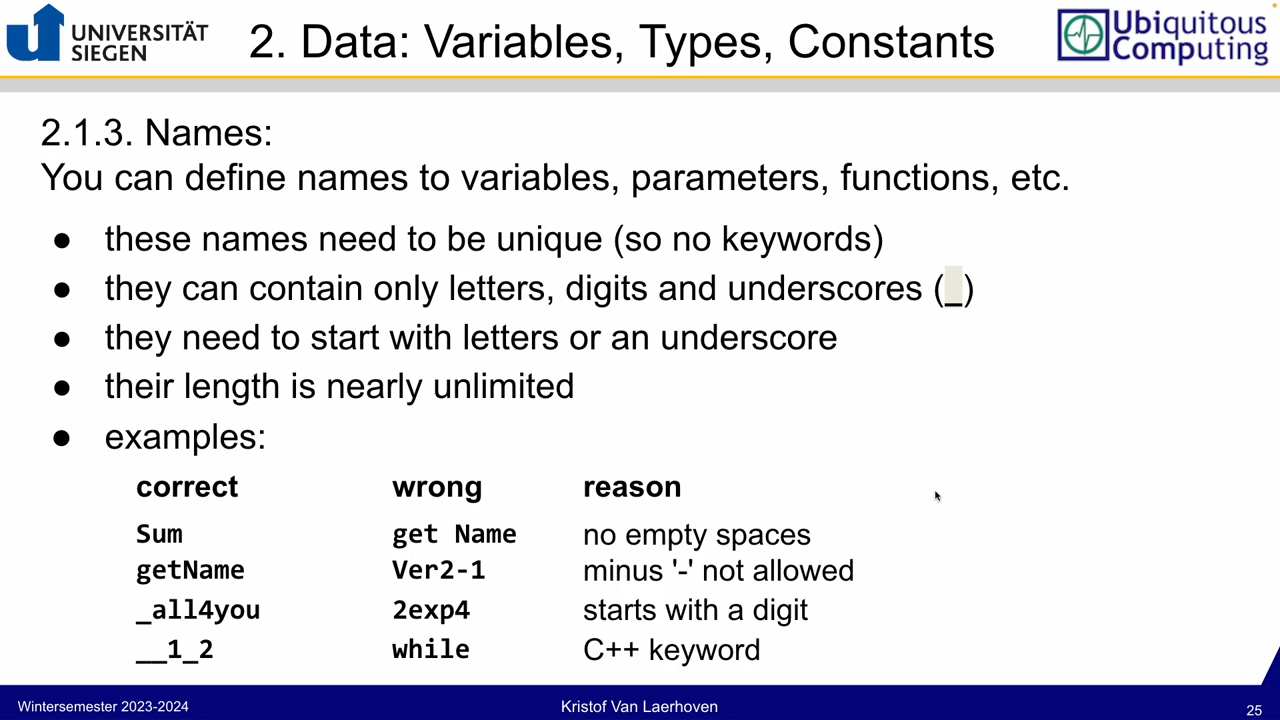 UNIVERSITÄT
SIEGEN
2. Data: Variables, Types, Constants
Ubiquitous
Computing
2.1.3. Names:
You can define names to variables, parameters, functions, etc.
● these names need to be unique (so no keywords)
● they can contain only letters, digits and underscores (_)
● they need to start with letters or an underscore
● their length is nearly unlimited
● examples:
correct wrong reason
Sum get Name no empty spaces
getName Ver2-1 minus '-' not allowed
_all4you 2exp4 starts with a digit
__1_2 while C++ keyword
Wintersemester 2023-2024 Kristof Van Laerhoven 25